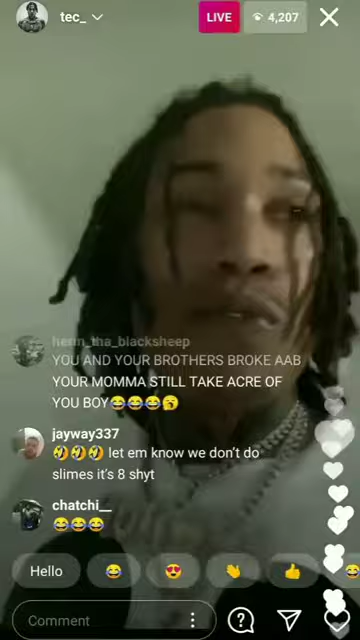 tec_
LIVE
4,207
herm_tha_blacksheep
YOU AND YOUR BROTHERS BROKE AAB
YOUR MOMMA STILL TAKE ACRE OF
YOU BOY😂😂😂🥱
jayway337
🤣🤣🤣 let em know we don't do
slimes it's 8 shyt
chatchi__
😂😂😂
Hello
Comment